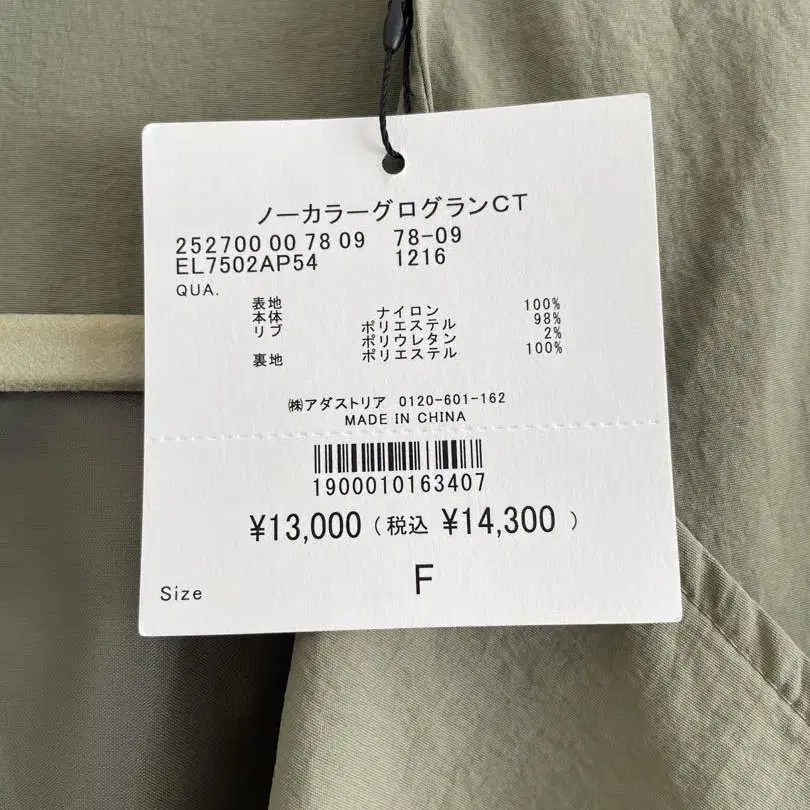 ノーカラーグログランCT
252700 00 78 09 78-09
EL7502AP54 1216
QUA.
表地
本体 ナイロン 100%
リブ ポリエステル 98%
ポリウレタン 2%
裏地 ポリエステル 100%
㈱アダストリア 0120-601-162
MADE IN CHINA
1900010163407
¥13,000 ( 税込 ¥14,300 )
Size F